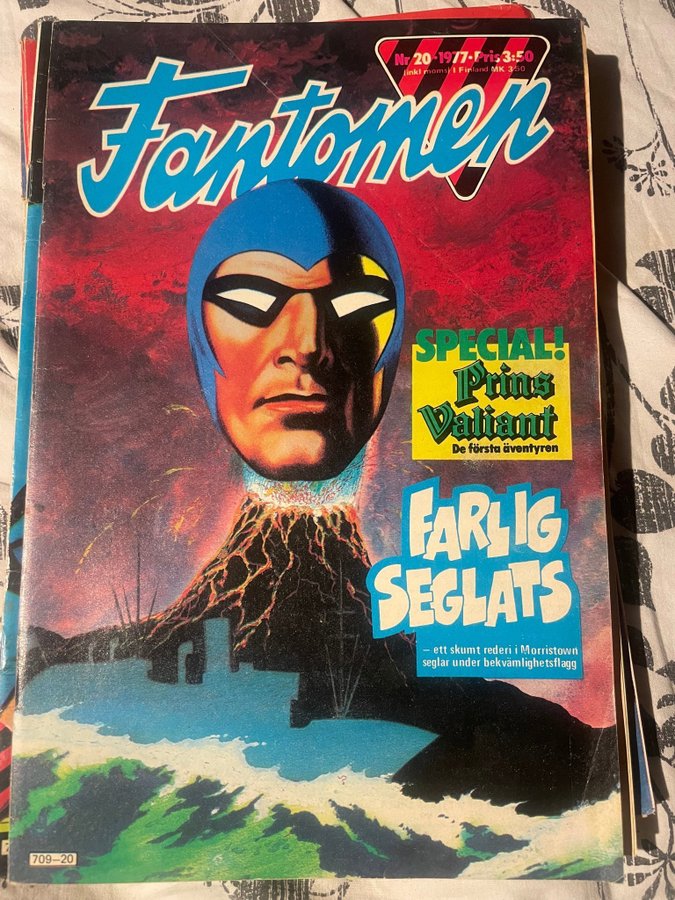 Nr 20-1977-Pris 3:50
(inkl moms) I Finland MK 3:50
Fantomen
SPECIAL!
Prins
Valiant
De första äventyren
FARLIG
SEGLATS
– ett skumt rederi i Morristown
seglar under bekvämlighetsflagg
709–20